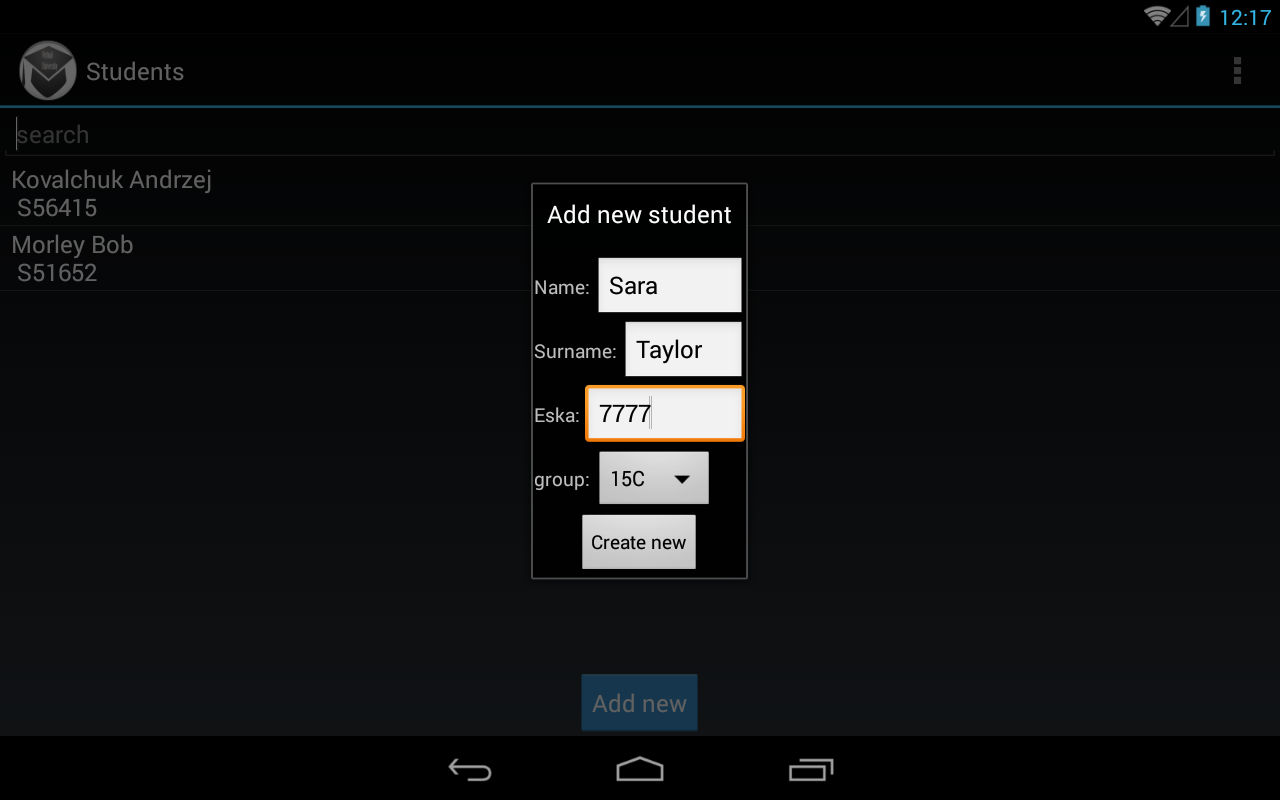 12:17
Students
search
Kovalchuk Andrzej
S56415
Morley Bob
S51652
Add new student
Name: Sara
Surname: Taylor
Eska: 7777
group: 15C
Create new
Add new